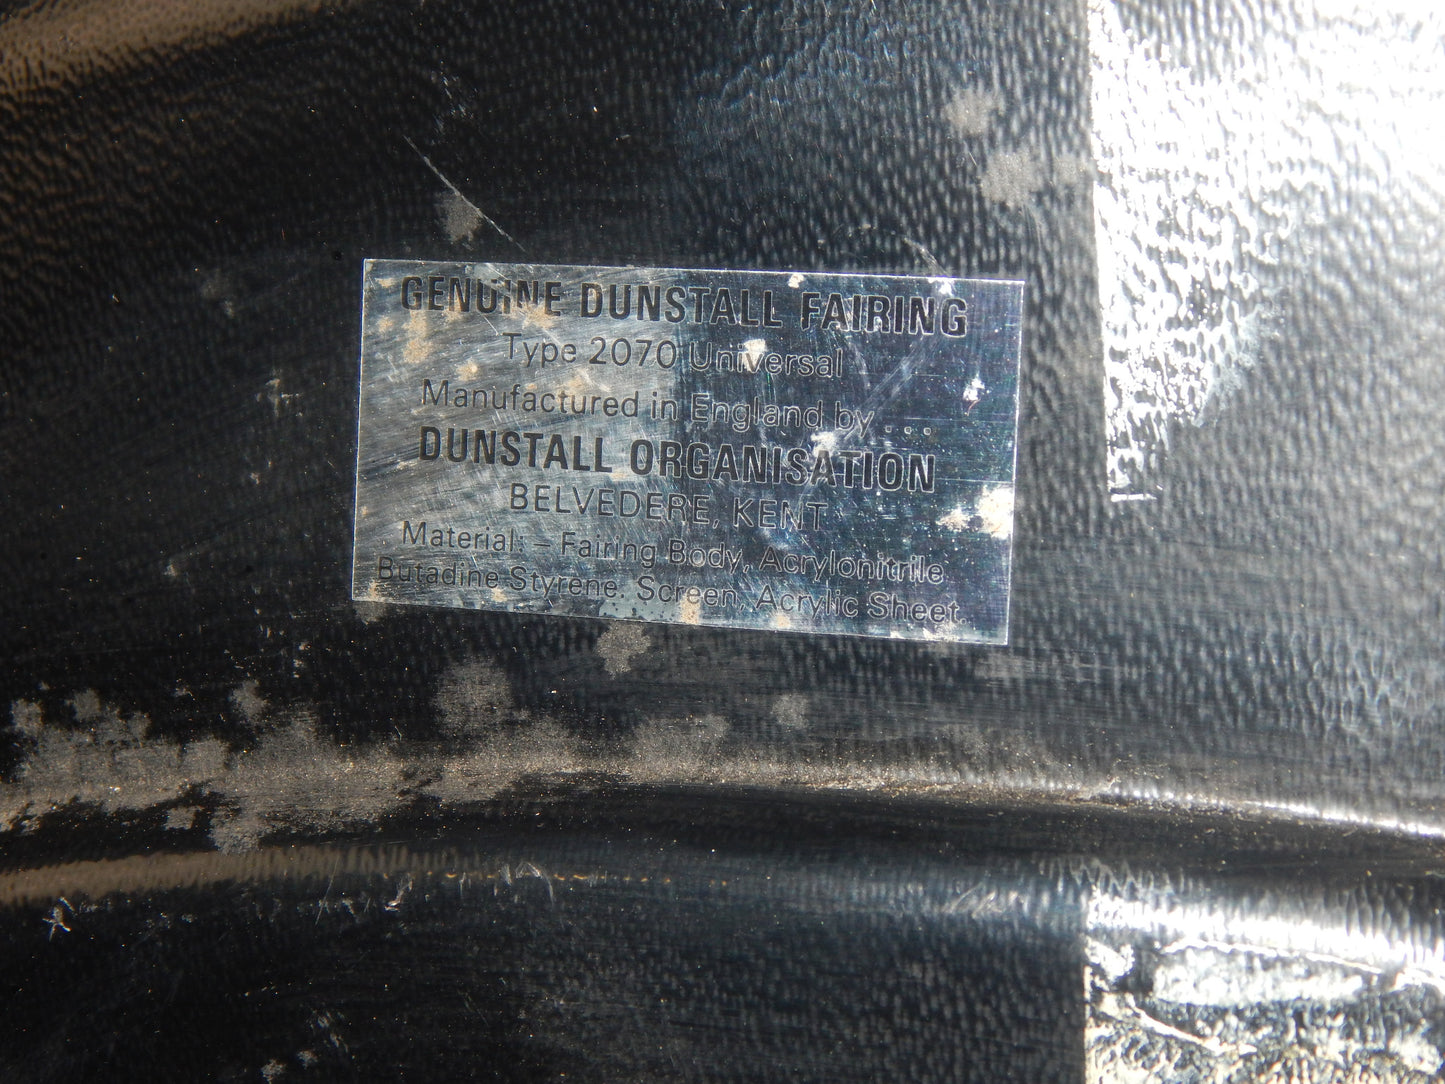 GENUINE DUNSTALL FAIRING
Type 2070 Universal
Manufactured in England by ...
DUNSTALL ORGANISATION
BELVEDERE, KENT
Material: – Fairing Body, Acrylonitrile
Butadine Styrene. Screen, Acrylic Sheet.